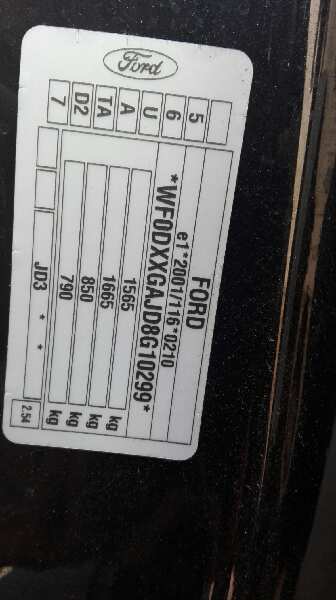 Ford
FORD
e1*2001/116*0210
*WF0DXXGAJD8G10299*
1565 kg
1665 kg
850 kg
790 kg
JD3 * *
5 6 U A TA D2 7
2.54